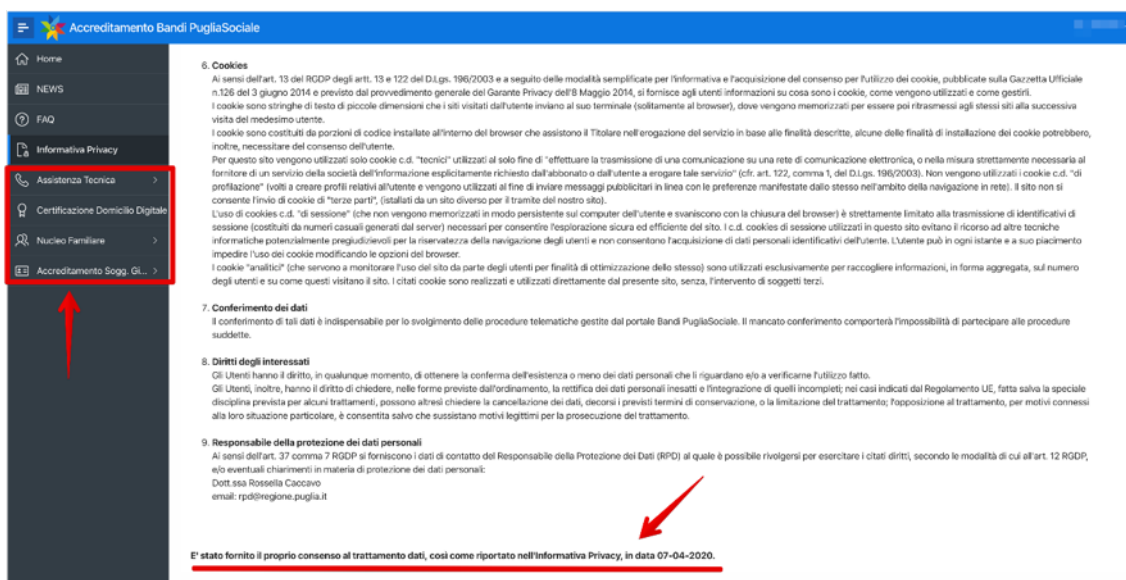 Accreditamento Bandi PugliaSociale
Home
NEWS
FAQ
Informativa Privacy
Assistenza Tecnica
Certificazione Domicilio Digitale
Nucleo Familiare
Accreditamento Sogg. Gi...
6. Cookies
Ai sensi dell'art. 13 del RGDP degli artt. 13 e 122 del D.Lgs. 196/2003 e a seguito delle modalità semplificate per l'informativa e l'acquisizione del consenso per l'utilizzo dei cookie, pubblicate sulla Gazzetta Ufficiale
n.126 del 3 giugno 2014 e previsto dal provvedimento generale del Garante Privacy dell'8 Maggio 2014, si fornisce agli utenti informazioni su cosa sono i cookie, come vengono utilizzati e come gestirli.
I cookie sono stringhe di testo di piccole dimensioni che i siti visitati dall'utente inviano al suo terminale (solitamente al browser), dove vengono memorizzati per essere poi ritrasmessi agli stessi siti alla successiva
visita del medesimo utente.
I cookie sono costituiti da porzioni di codice installate all'interno del browser che assistono il Titolare nell'erogazione del servizio in base alle finalità descritte, alcune delle finalità di installazione dei cookie potrebbero,
inoltre, necessitare del consenso dell'utente.
Per questo sito vengono utilizzati solo cookie c.d. "tecnici" utilizzati al solo fine di "effettuare la trasmissione di una comunicazione su una rete di comunicazione elettronica, o nella misura strettamente necessaria al
fornitore di un servizio della società dell'informazione esplicitamente richiesto dall'abbonato o dall'utente a erogare tale servizio" (cfr. art. 122, comma 1, del D.Lgs. 196/2003). Non vengono utilizzati i cookie c.d. "di
profilazione" (volti a creare profili relativi all'utente e vengono utilizzati al fine di inviare messaggi pubblicitari in linea con le preferenze manifestate dallo stesso nell'ambito della navigazione in rete). Il sito non si
consente l'invio di cookie di "terze parti", (istallati da un sito diverso per il tramite del nostro sito).
L'uso di cookies c.d. "di sessione" (che non vengono memorizzati in modo persistente sul computer dell'utente e svaniscono con la chiusura del browser) è strettamente limitato alla trasmissione di identificativi di
sessione (costituiti da numeri casuali generati dal server) necessari per consentire l'esplorazione sicura ed efficiente del sito. I c.d. cookies di sessione utilizzati in questo sito evitano il ricorso ad altre tecniche
informatiche potenzialmente pregiudizievoli per la riservatezza della navigazione degli utenti e non consentono l'acquisizione di dati personali identificativi dell'utente. L'utente può in ogni istante e a suo piacimento
impedire l'uso dei cookie modificando le opzioni del browser.
I cookie "analitici" (che servono a monitorare l'uso del sito da parte degli utenti per finalità di ottimizzazione dello stesso) sono utilizzati esclusivamente per raccogliere informazioni, in forma aggregata, sul numero
degli utenti e su come questi visitano il sito. I citati cookie sono realizzati e utilizzati direttamente dal presente sito, senza, l'intervento di soggetti terzi.
7. Conferimento dei dati
Il conferimento di tali dati è indispensabile per lo svolgimento delle procedure telematiche gestite dal portale Bandi PugliaSociale. Il mancato conferimento comporterà l'impossibilità di partecipare alle procedure
suddette.
8. Diritti degli interessati
Gli Utenti hanno il diritto, in qualunque momento, di ottenere la conferma dell'esistenza o meno dei dati personali che li riguardano e/o a verificarne l'utilizzo fatto.
Gli Utenti, inoltre, hanno il diritto di chiedere, nelle forme previste dall'ordinamento, la rettifica dei dati personali inesatti e l'integrazione di quelli incompleti; nei casi indicati dal Regolamento UE, fatta salva la speciale
disciplina prevista per alcuni trattamenti, possono altresì chiedere la cancellazione dei dati, decorsi i previsti termini di conservazione, o la limitazione del trattamento; l'opposizione al trattamento, per motivi connessi
alla loro situazione particolare, è consentita salvo che sussistano motivi legittimi per la prosecuzione del trattamento.
9. Responsabile della protezione dei dati personali
Ai sensi dell'art. 37 comma 7 RGDP si forniscono i dati di contatto del Responsabile della Protezione dei Dati (RPD) al quale è possibile rivolgersi per esercitare i citati diritti, secondo le modalità di cui all'art. 12 RGDP,
e/o eventuali chiarimenti in materia di protezione dei dati personali:
Dott.ssa Rossella Caccavo
email: rpd@regione.puglia.it
E' stato fornito il proprio consenso al trattamento dati, così come riportato nell'Informativa Privacy, in data 07-04-2020.